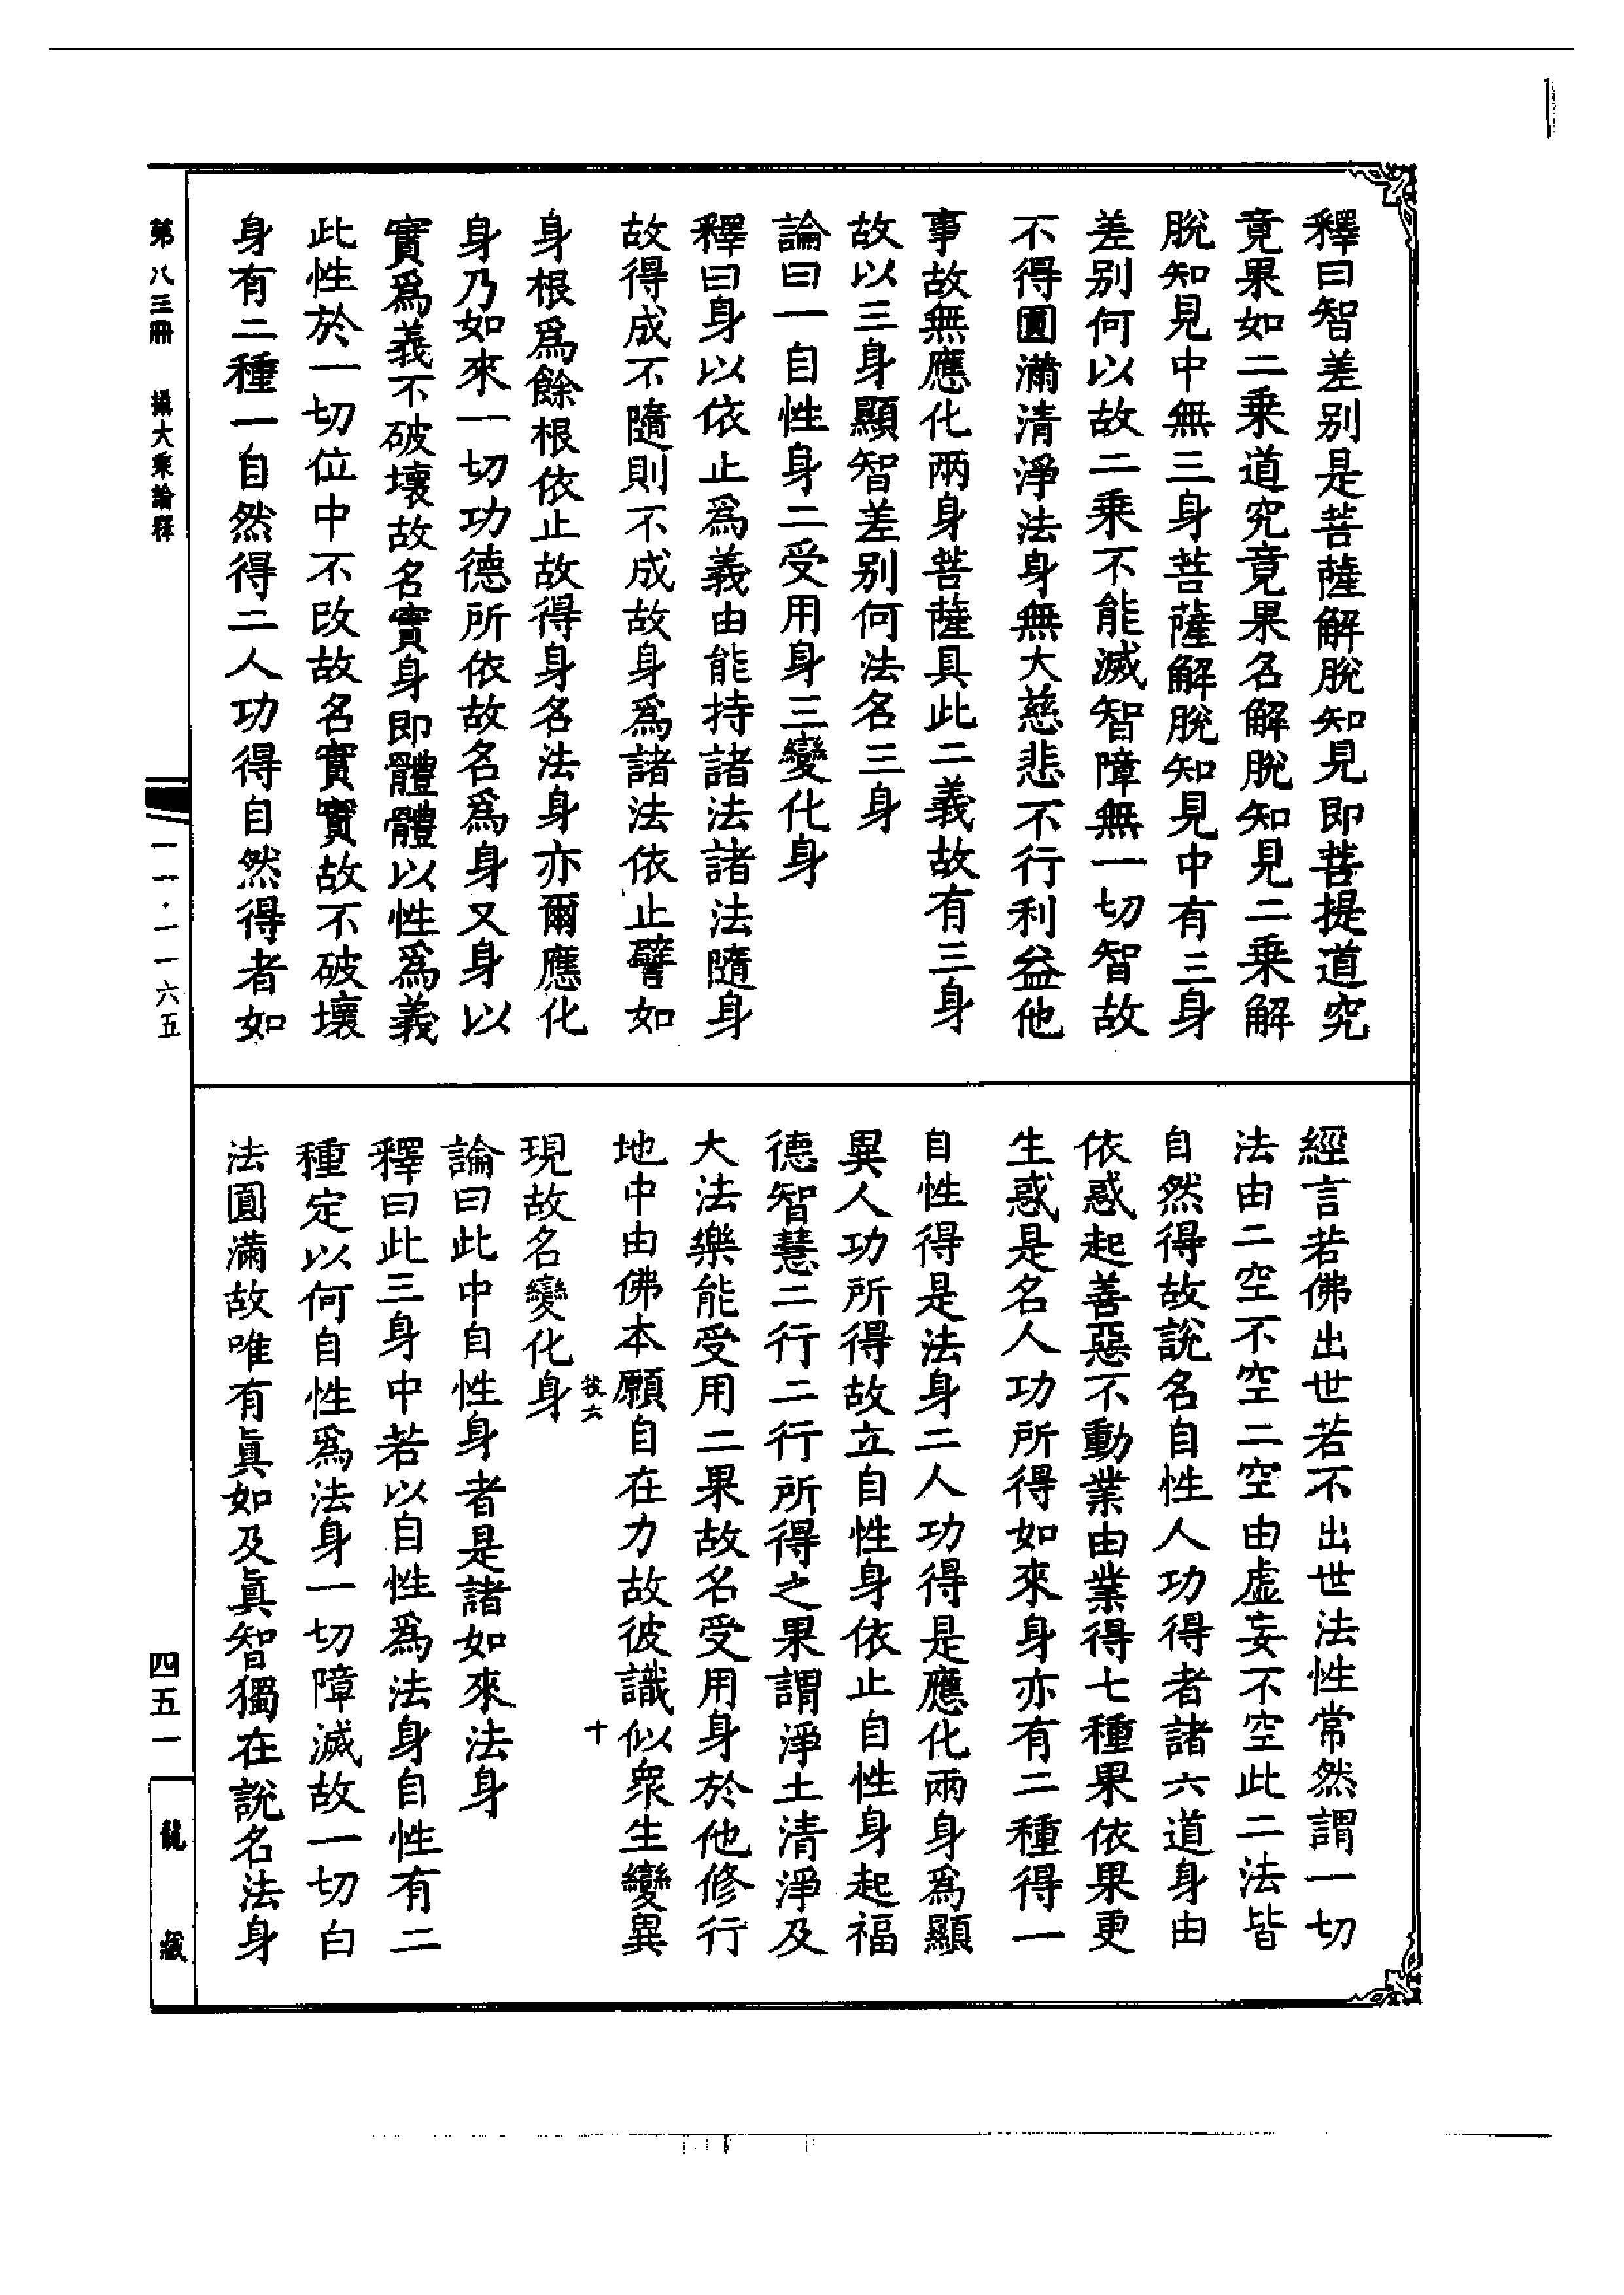 釋曰智差别是菩薩解脫知見即菩提道究
竟果如二乘道究竟果名解脫知見二乘解
脫知見中無三身菩薩解脫知見中有三身
差别何以故二乘不能滅智障無一切智故
不得圓滿清淨法身無大慈悲不行利益他
事故無應化兩身菩薩具此二義故有三身
故以三身顯智差别何法名三身
論曰一自性身二受用身三變化身
釋曰身以依止爲義由能持諸法諸法隨身
故得成不隨則不成故身爲諸法依止譬如
身根爲餘根依止故得身名法身亦爾應化
身乃如來一切功德所依故名爲身又身以
實爲義不破壞故名實身即體體以性爲義
此性於一切位中不改故名實實故不破壞
身有二種一自然得二人功得自然得者如
經言若佛出世若不出世法性常然謂一切
法由二空不空二空由虛妄不空此二法皆
自然得故說名自性人功得者諸六道身由
依惑起善惡不動業由業得七種果依果更
生惑是名人功所得如來身亦有二種得一
自性得是法身二人功得是應化兩身爲顯
異人功所得故立自性身依止自性身起福
德智慧二行二行所得之果謂淨土清淨及
大法樂能受用二果故名受用身於他修行
地中由佛本願自在力故彼識似衆生變異
技六 十
現故名變化身
論曰此中自性身者是諸如來法身
釋曰此三身中若以自性爲法身自性有二
種定以何自性爲法身一切障滅故一切白
法圓滿故唯有眞如及眞智獨在說名法身
第八三冊 攝大乘論釋
一一·一一六五
四五一
龍藏